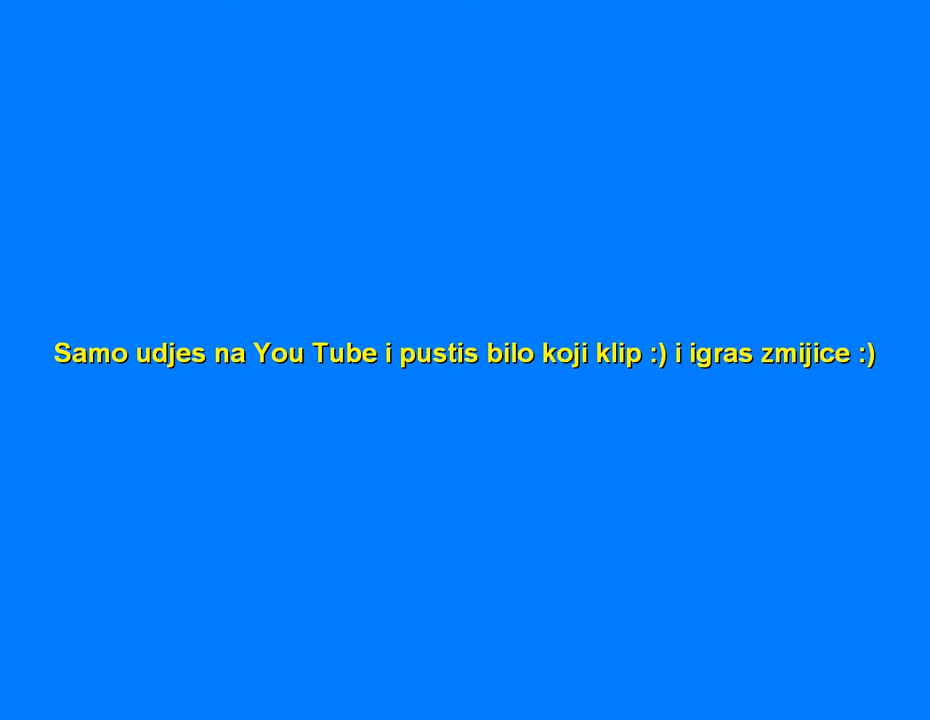 Samo udjes na You Tube i pustis bilo koji klip :) i igras zmijice :)